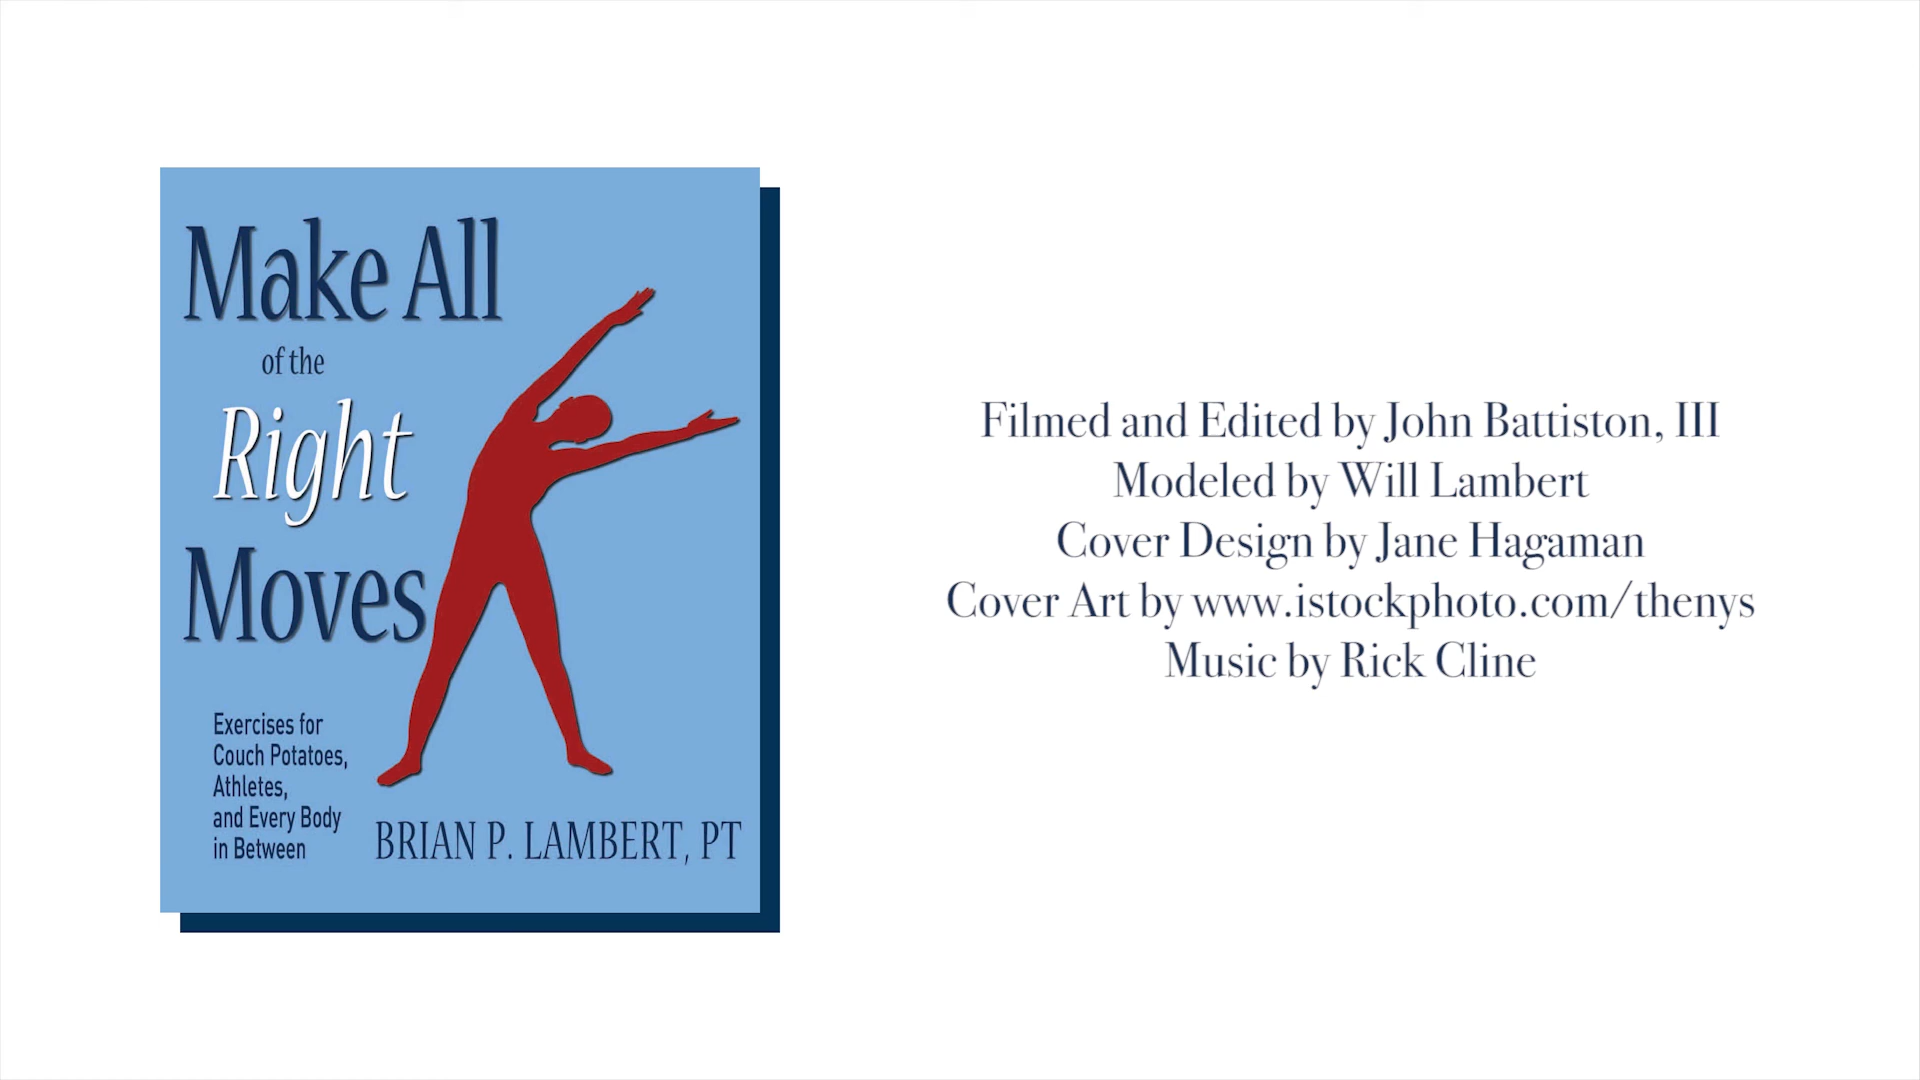 Make All
of the
Right
Moves
Exercises for
Couch Potatoes,
Athletes,
and Every Body
in Between
BRIAN P. LAMBERT, PT
Filmed and Edited by John Battiston, III
Modeled by Will Lambert
Cover Design by Jane Hagaman
Cover Art by www.istockphoto.com/thenys
Music by Rick Cline